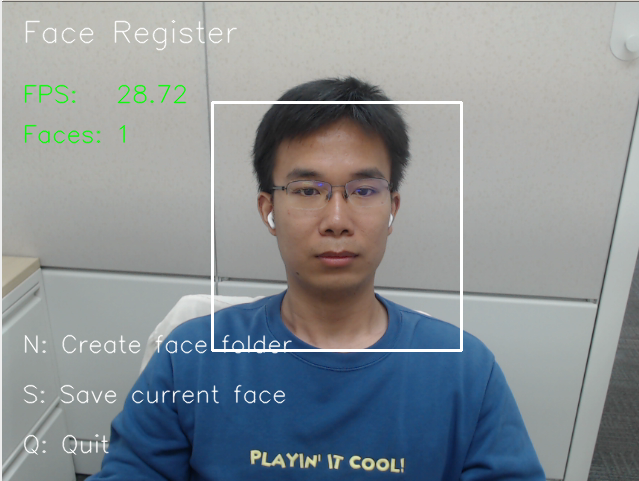 Face Register
FPS: 28.72
Faces: 1
N: Create face folder
S: Save current face
Q: Quit
PLAYIN' IT COOL!